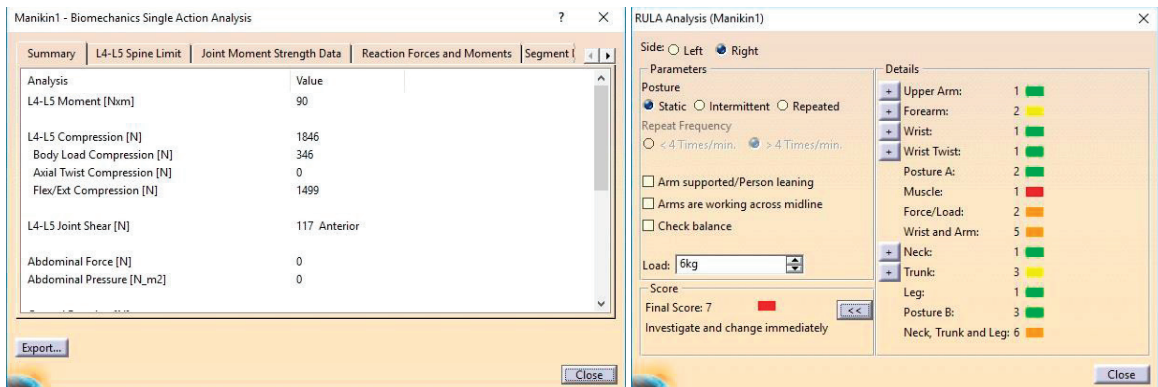 Manikin1 - Biomechanics Single Action Analysis ? X
Summary L4-L5 Spine Limit Joint Moment Strength Data Reaction Forces and Moments Segment
Analysis Value
L4-L5 Moment [Nxm] 90
L4-L5 Compression [N] 1846
Body Load Compression [N] 346
Axial Twist Compression [N] 0
Flex/Ext Compression [N] 1499
L4-L5 Joint Shear [N] 117 Anterior
Abdominal Force [N] 0
Abdominal Pressure [N_m2] 0
Export...
Close
RULA Analysis (Manikin1) X
Side: Left Right
Parameters
Posture
Static Intermittent Repeated
Repeat Frequency
< 4 Times/min. > 4 Times/min.
Arm supported/Person leaning
Arms are working across midline
Check balance
Load: 6kg
Score
Final Score: 7 <<
Investigate and change immediately
Details
+ Upper Arm: 1
+ Forearm: 2
+ Wrist: 1
+ Wrist Twist: 1
Posture A: 2
Muscle: 1
Force/Load: 2
Wrist and Arm: 5
+ Neck: 1
+ Trunk: 3
Leg: 1
Posture B: 3
Neck, Trunk and Leg: 6
Close